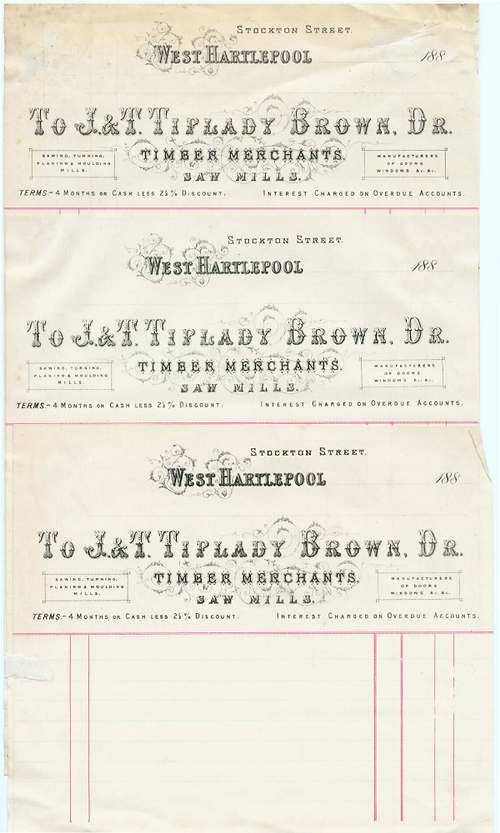 STOCKTON STREET.
WEST HARTLEPOOL 188
TO J. & T. TIPLADY BROWN, DR.
SAWING, TURNING, PLANING & MOULDING MILLS.
TIMBER MERCHANTS.
SAW MILLS.
MANUFACTURERS OF DOORS WINDOWS &c. &c.
TERMS:- 4 MONTHS OR CASH LESS 2½% DISCOUNT. INTEREST CHARGED ON OVERDUE ACCOUNTS.
STOCKTON STREET.
WEST HARTLEPOOL 188
TO J. & T. TIPLADY BROWN, DR.
SAWING, TURNING, PLANING & MOULDING MILLS.
TIMBER MERCHANTS.
SAW MILLS.
MANUFACTURERS OF DOORS WINDOWS &c. &c.
TERMS:- 4 MONTHS OR CASH LESS 2½% DISCOUNT. INTEREST CHARGED ON OVERDUE ACCOUNTS.
STOCKTON STREET.
WEST HARTLEPOOL 188
TO J. & T. TIPLADY BROWN, DR.
SAWING, TURNING, PLANING & MOULDING MILLS.
TIMBER MERCHANTS.
SAW MILLS.
MANUFACTURERS OF DOORS WINDOWS &c. &c.
TERMS:- 4 MONTHS OR CASH LESS 2½% DISCOUNT. INTEREST CHARGED ON OVERDUE ACCOUNTS.